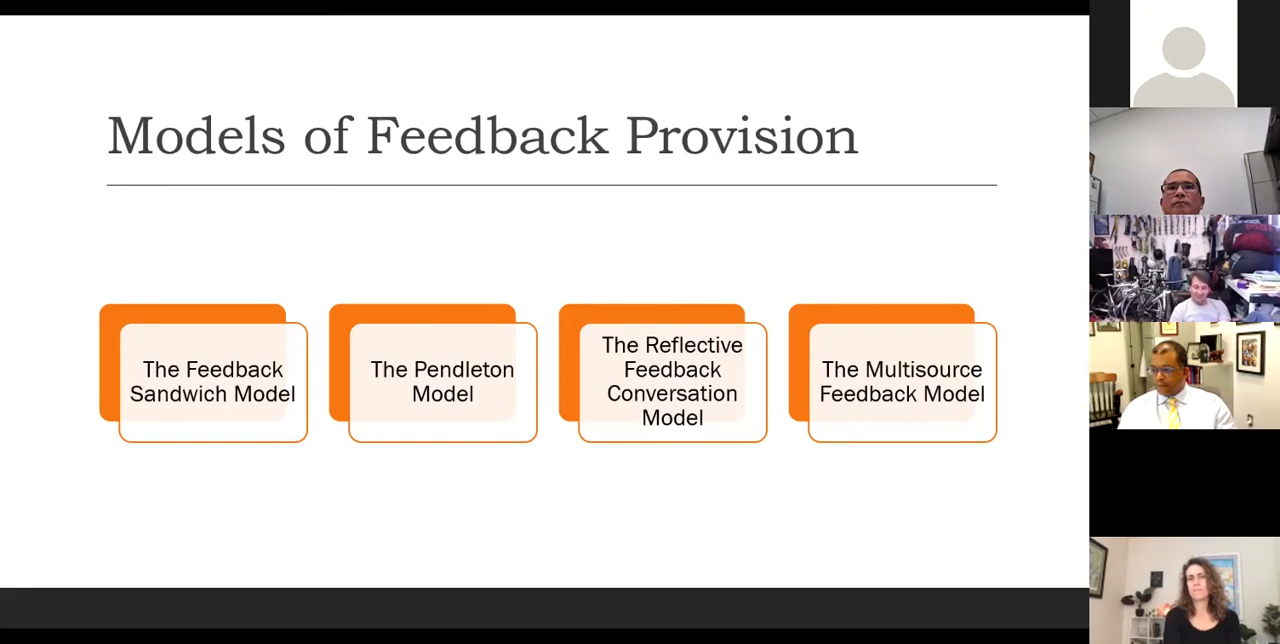 Models of Feedback Provision
The Feedback
Sandwich Model
The Pendleton
Model
The Reflective
Feedback
Conversation
Model
The Multisource
Feedback Model